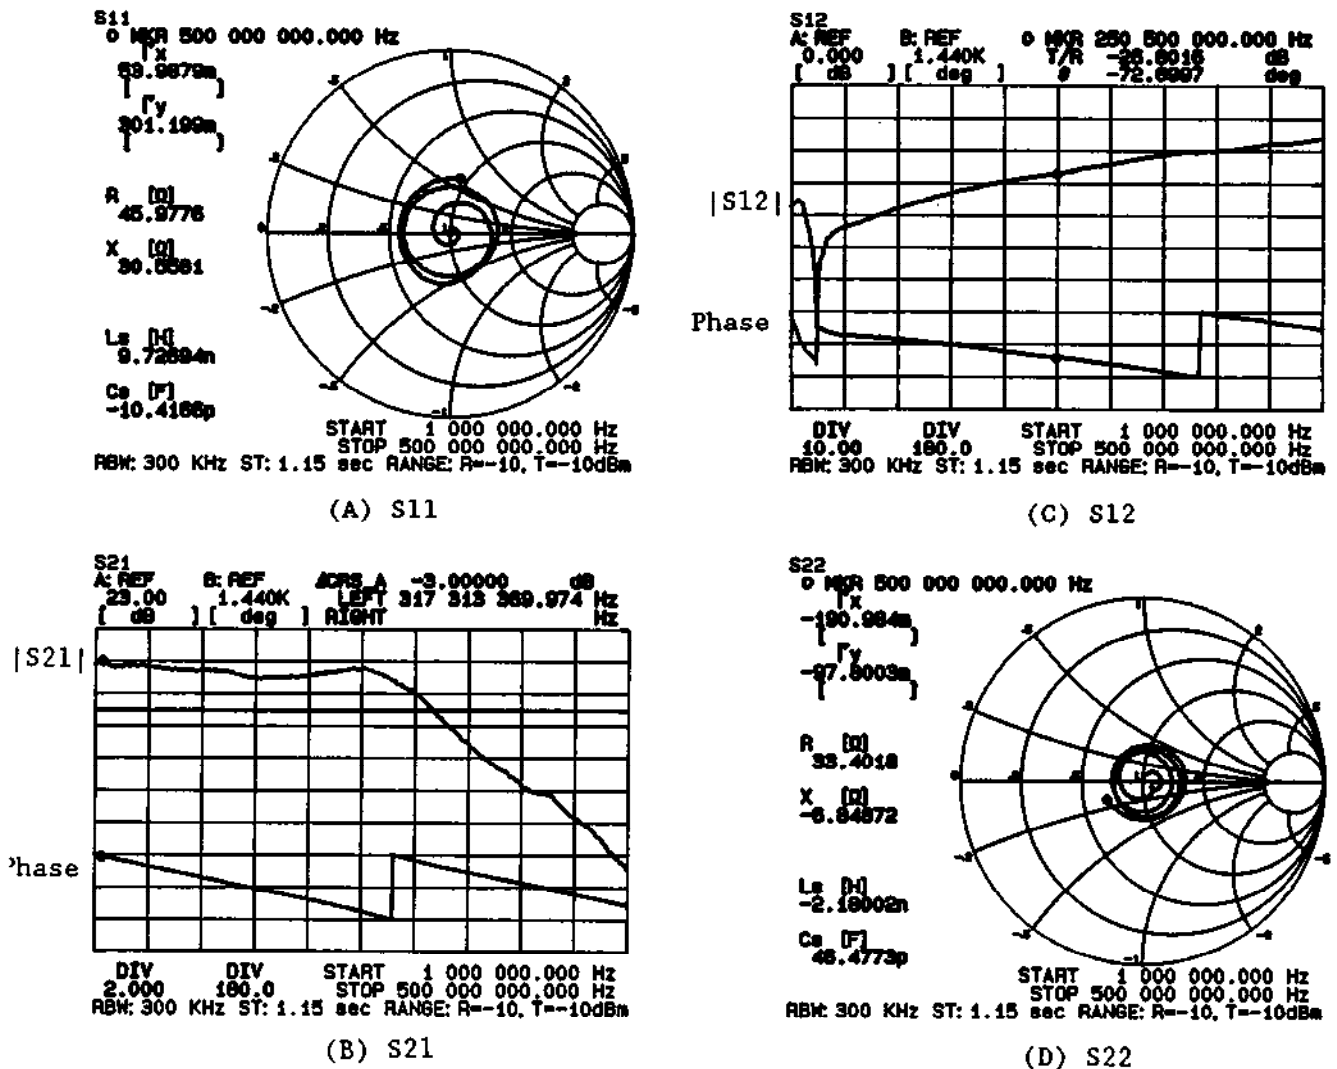 S11
o MKR 500 000 000.000 Hz
Γx
53.9879m
[ ]
Γy
301.199m
[ ]
R [Ω]
45.9776
X [Ω]
30.5581
Ls [H]
9.72694n
Cs [F]
-10.4166p
START 1 000 000.000 Hz
STOP 500 000 000.000 Hz
RBW: 300 KHz ST: 1.15 sec RANGE: R=-10, T=-10dBm
(A) S11
S12
A: REF B: REF o MKR 250 500 000.000 Hz
0.000 1.440K T/R -26.8016 dB
[ dB ] [ deg ] θ -72.6997 deg
|S12|
Phase
DIV DIV START 1 000 000.000 Hz
10.00 180.0 STOP 500 000 000.000 Hz
RBW: 300 KHz ST: 1.15 sec RANGE: R=-10, T=-10dBm
(C) S12
S21
A: REF B: REF ΔCRS A -3.00000 dB
23.00 1.440K LEFT 317 313 369.974 Hz
[ dB ] [ deg ] RIGHT Hz
|S21|
Phase
DIV DIV START 1 000 000.000 Hz
2.000 180.0 STOP 500 000 000.000 Hz
RBW: 300 KHz ST: 1.15 sec RANGE: R=-10, T=-10dBm
(B) S21
S22
o MKR 500 000 000.000 Hz
Γx
-190.984m
[ ]
Γy
-97.8003m
[ ]
R [Ω]
33.4018
X [Ω]
-6.84872
Ls [H]
-2.18002n
Cs [F]
46.4773p
START 1 000 000.000 Hz
STOP 500 000 000.000 Hz
RBW: 300 KHz ST: 1.15 sec RANGE: R=-10, T=-10dBm
(D) S22